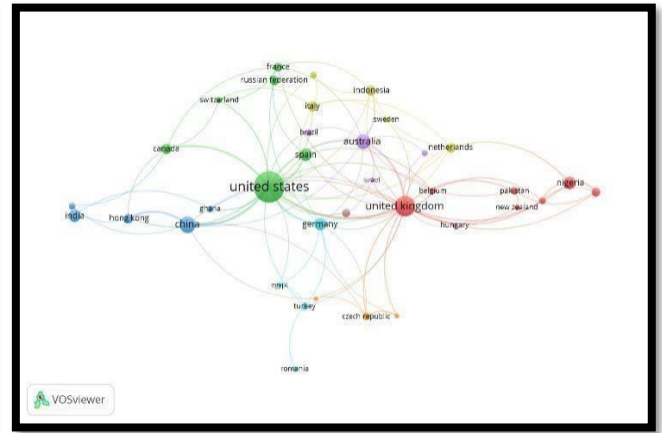 france
russian federation
indonesia
switzerland
italy
sweden
brazil
australia
canada
spain
netherlands
israel
united states
nigeria
belgium
pakistan
united kingdom
ghana
new zealand
india
hong kong
china
germany
hungary
turkey
czech republic
romania
VOSviewer